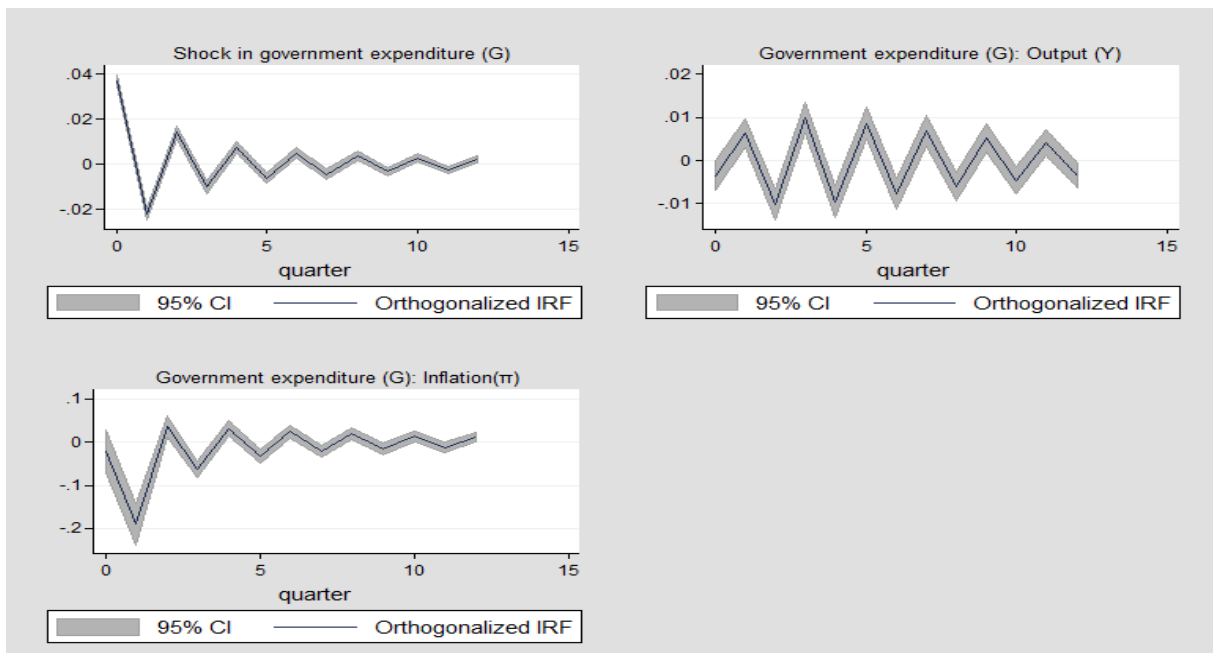 Shock in government expenditure (G)
.04
.02
0
-.02
0 5 10 15
quarter
95% CI Orthogonalized IRF
Government expenditure (G): Output (Y)
.02
.01
0
-.01
0 5 10 15
quarter
95% CI Orthogonalized IRF
Government expenditure (G): Inflation(π)
.1
0
-.1
-.2
0 5 10 15
quarter
95% CI Orthogonalized IRF